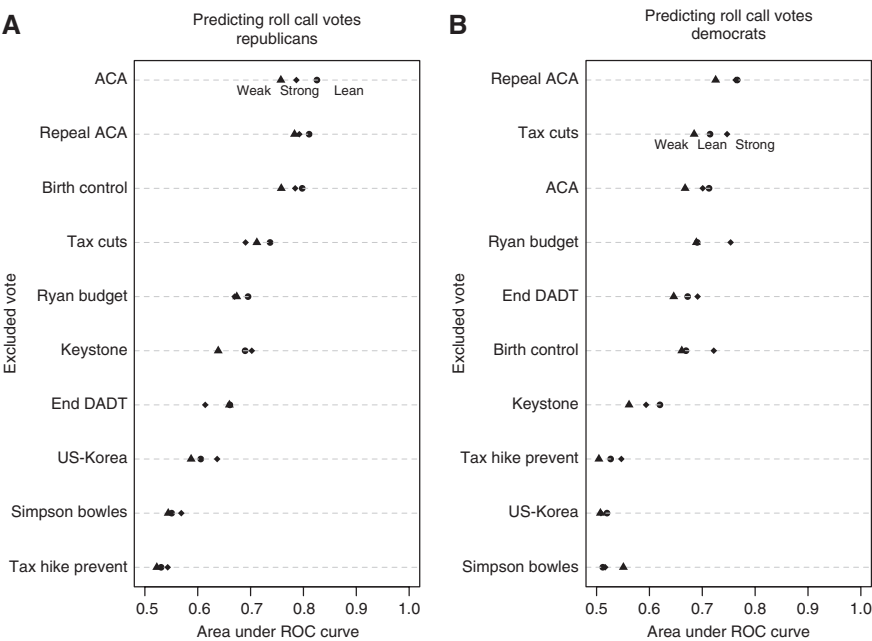 A
Predicting roll call votes
republicans
Excluded vote
ACA
Weak Strong Lean
Repeal ACA
Birth control
Tax cuts
Ryan budget
Keystone
End DADT
US-Korea
Simpson bowles
Tax hike prevent
0.5 0.6 0.7 0.8 0.9 1.0
Area under ROC curve
B
Predicting roll call votes
democrats
Excluded vote
Repeal ACA
Tax cuts
Weak Lean Strong
ACA
Ryan budget
End DADT
Birth control
Keystone
Tax hike prevent
US-Korea
Simpson bowles
0.5 0.6 0.7 0.8 0.9 1.0
Area under ROC curve